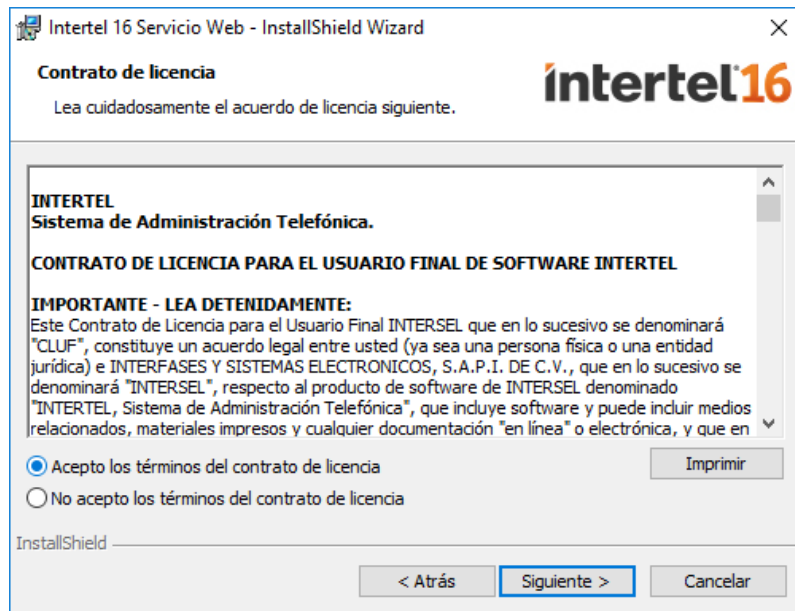 Intertel 16 Servicio Web - InstallShield Wizard
Contrato de licencia
Lea cuidadosamente el acuerdo de licencia siguiente.
íntertel 16
INTERTEL
Sistema de Administración Telefónica.
CONTRATO DE LICENCIA PARA EL USUARIO FINAL DE SOFTWARE INTERTEL
IMPORTANTE - LEA DETENIDAMENTE:
Este Contrato de Licencia para el Usuario Final INTERSEL que en lo sucesivo se denominará
"CLUF", constituye un acuerdo legal entre usted (ya sea una persona física o una entidad
jurídica) e INTERFASES Y SISTEMAS ELECTRONICOS, S.A.P.I. DE C.V., que en lo sucesivo se
denominará "INTERSEL", respecto al producto de software de INTERSEL denominado
"INTERTEL, Sistema de Administración Telefónica", que incluye software y puede incluir medios
relacionados, materiales impresos y cualquier documentación "en línea" o electrónica, y que en
Acepto los términos del contrato de licencia
Imprimir
No acepto los términos del contrato de licencia
InstallShield
< Atrás
Siguiente >
Cancelar